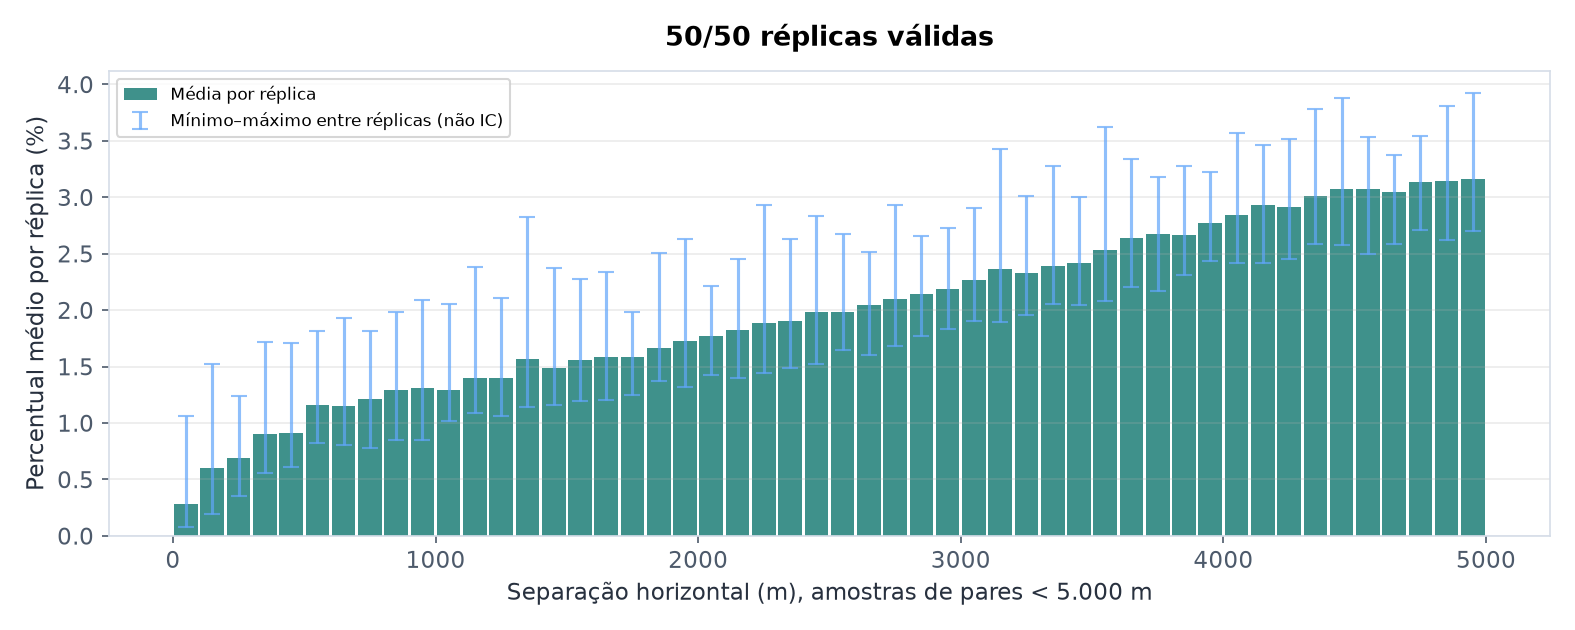 50/50 réplicas válidas
Média por réplica
Mínimo–máximo entre réplicas (não IC)
Percentual médio por réplica (%)
4.0
3.5
3.0
2.5
2.0
1.5
1.0
0.5
0.0
0 1000 2000 3000 4000 5000
Separação horizontal (m), amostras de pares < 5.000 m